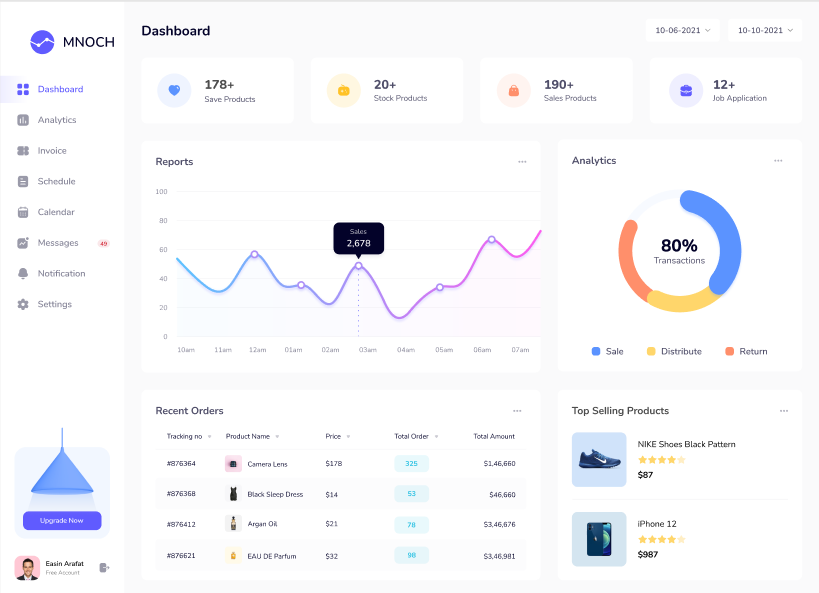 MNOCH
Dashboard
Analytics
Invoice
Schedule
Calendar
Messages 49
Notification
Settings
Upgrade Now
Easin Arafat
Free Account
Dashboard
10-06-2021
10-10-2021
178+
Save Products
20+
Stock Products
190+
Sales Products
12+
Job Application
Reports
100
80
60
40
20
0
Sales
2,678
10am 11am 12am 01am 02am 03am 04am 05am 06am 07am
Analytics
80%
Transactions
Sale Distribute Return
Recent Orders
Tracking no Product Name Price Total Order Total Amount
#876364 Camera Lens $178 325 $1,46,660
#876368 Black Sleep Dress $14 53 $46,660
#876412 Argan Oil $21 78 $3,46,676
#876621 EAU DE Parfum $32 98 $3,46,981
Top Selling Products
NIKE Shoes Black Pattern
$87
iPhone 12
$987